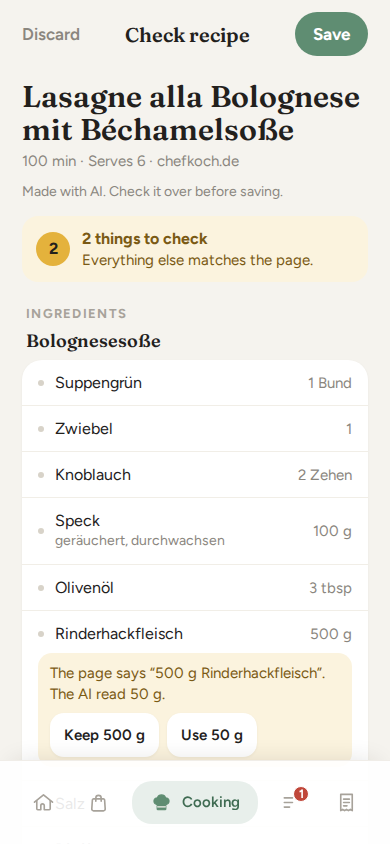 Discard
Check recipe
Save
Lasagne alla Bolognese
mit Béchamelsoße
100 min · Serves 6 · chefkoch.de
Made with AI. Check it over before saving.
2
2 things to check
Everything else matches the page.
INGREDIENTS
Bolognesesoße
Suppengrün 1 Bund
Zwiebel 1
Knoblauch 2 Zehen
Speck 100 g
geräuchert, durchwachsen
Olivenöl 3 tbsp
Rinderhackfleisch 500 g
The page says “500 g Rinderhackfleisch”.
The AI read 50 g.
Keep 500 g
Use 50 g
Salz
Cooking
1